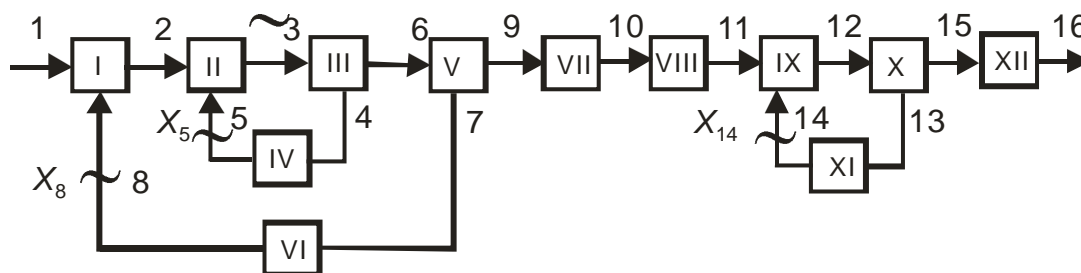 1 2 3 6 9 10 11 12 15 16
I II III V VII VIII IX X XII
X5 5 4 7 X14 14 13
IV XI
X8 8
VI